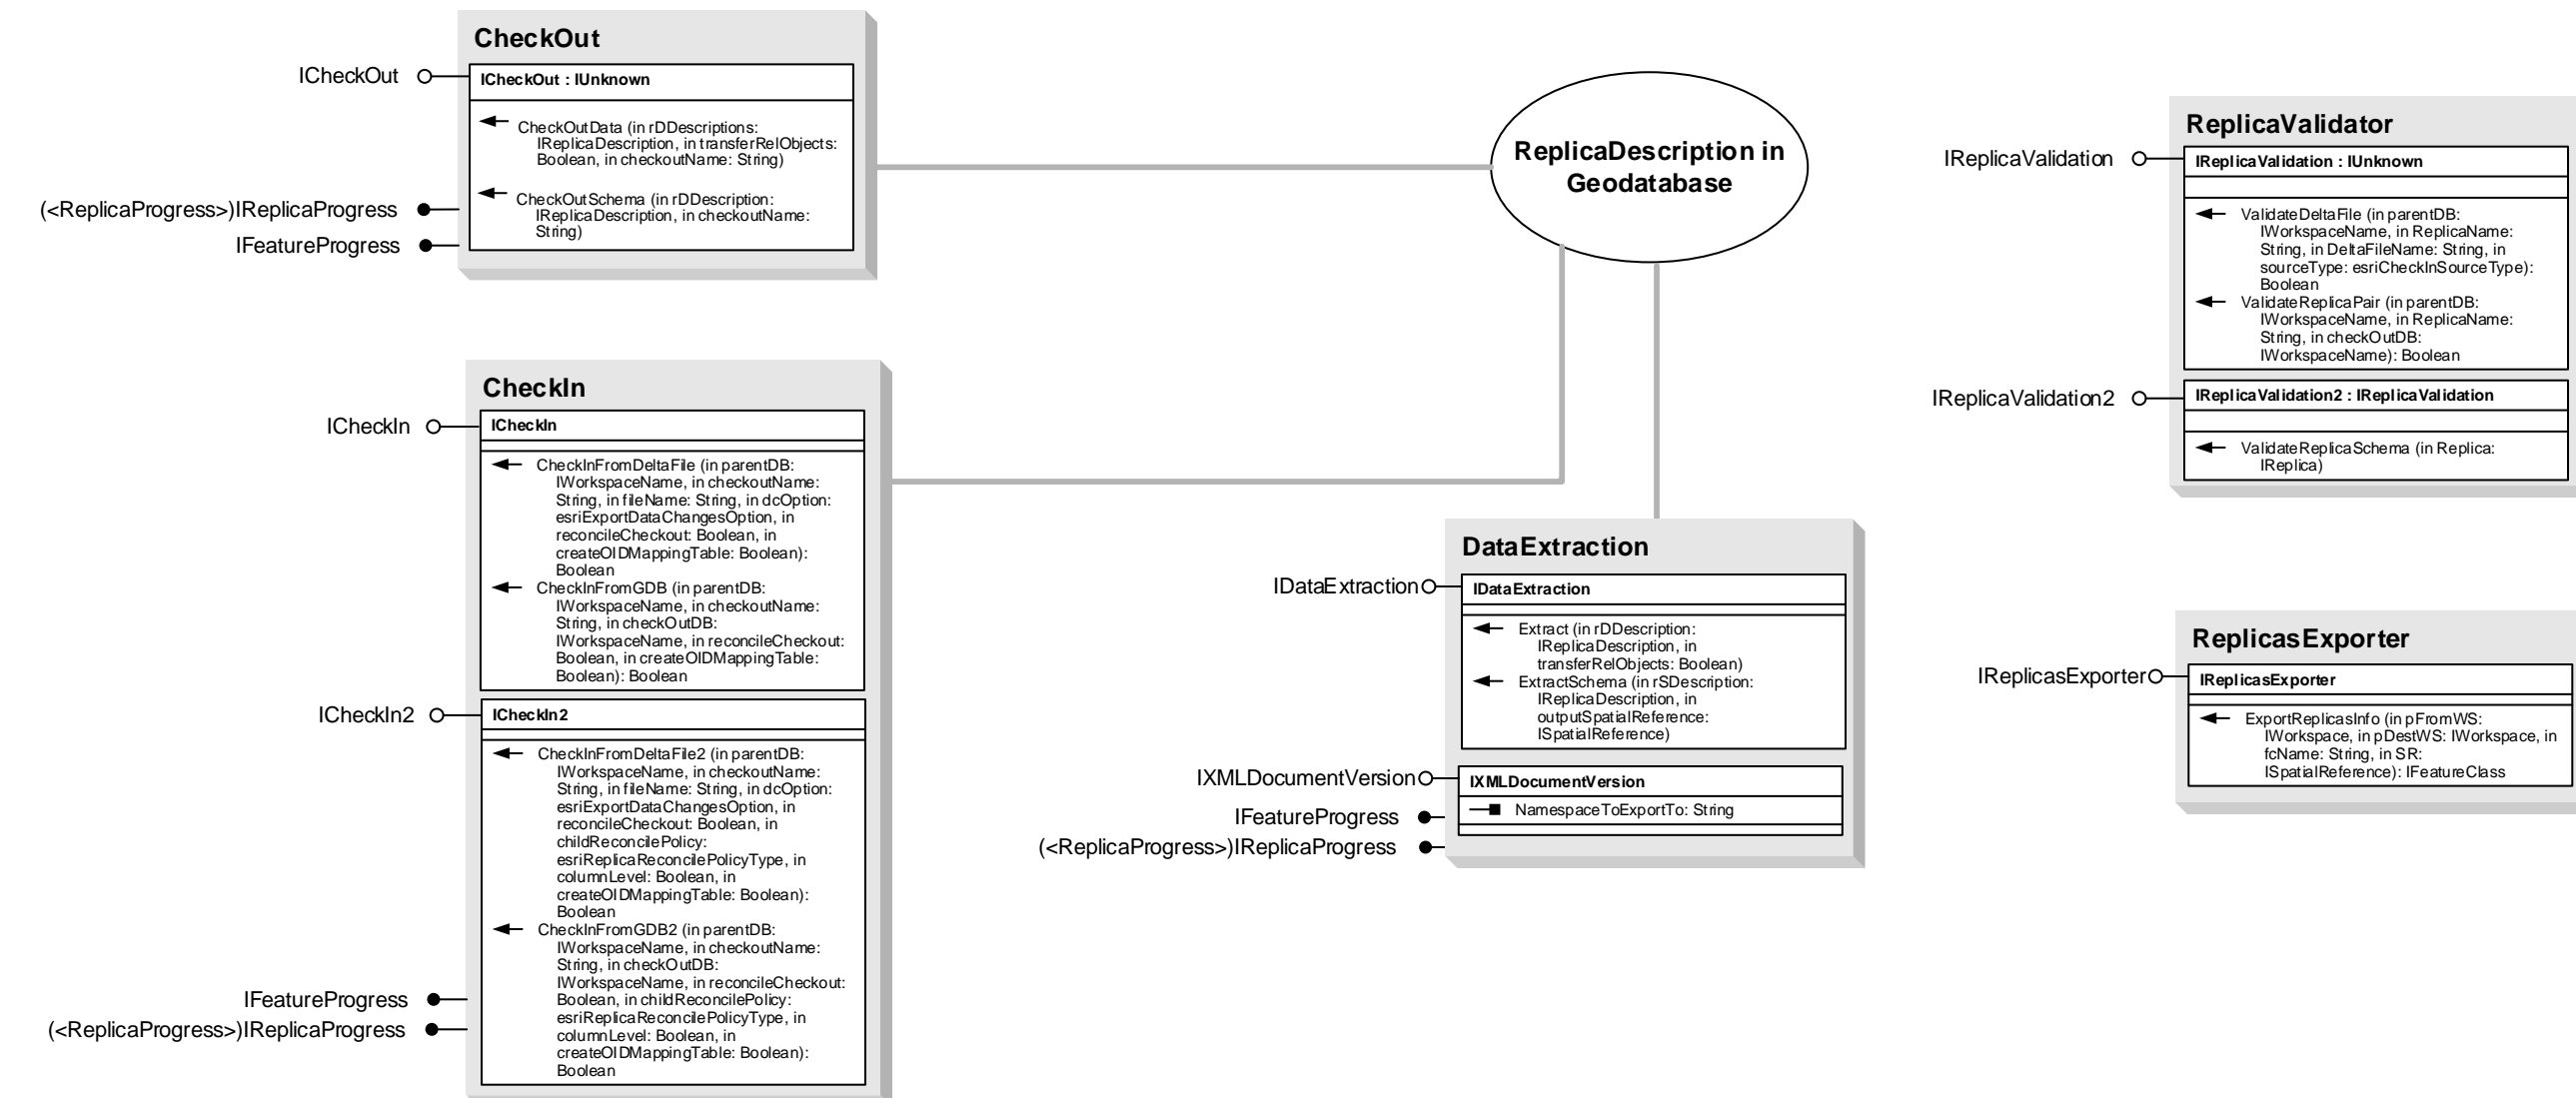 CheckOut
ICheckOut
ICheckOut : IUnknown
CheckOutData (in rDDescriptions:
IReplicaDescription, in transferRelObjects:
Boolean, in checkoutName: String)
CheckOutSchema (in rDDescription:
IReplicaDescription, in checkoutName:
String)
(<ReplicaProgress>)IReplicaProgress
IFeatureProgress
CheckIn
ICheckIn
ICheckIn
CheckInFromDeltaFile (in parentDB:
IWorkspaceName, in checkoutName:
String, in fileName: String, in dcOption:
esriExportDataChangesOption, in
reconcileCheckout: Boolean, in
createOIDMappingTable: Boolean):
Boolean
CheckInFromGDB (in parentDB:
IWorkspaceName, in checkoutName:
String, in checkOutDB:
IWorkspaceName, in reconcileCheckout:
Boolean, in createOIDMappingTable:
Boolean): Boolean
ICheckIn2
ICheckIn2
CheckInFromDeltaFile2 (in parentDB:
IWorkspaceName, in checkoutName:
String, in fileName: String, in dcOption:
esriExportDataChangesOption, in
reconcileCheckout: Boolean, in
childReconcilePolicy:
esriReplicaReconcilePolicyType, in
columnLevel: Boolean, in
createOIDMappingTable: Boolean):
Boolean
CheckInFromGDB2 (in parentDB:
IWorkspaceName, in checkoutName:
String, in checkOutDB:
IWorkspaceName, in reconcileCheckout:
Boolean, in childReconcilePolicy:
esriReplicaReconcilePolicyType, in
columnLevel: Boolean, in
createOIDMappingTable: Boolean):
Boolean
IFeatureProgress
(<ReplicaProgress>)IReplicaProgress
ReplicaDescription in
Geodatabase
DataExtraction
IDataExtraction
IDataExtraction
Extract (in rDDescription:
IReplicaDescription, in
transferRelObjects: Boolean)
ExtractSchema (in rSDescription:
IReplicaDescription, in
outputSpatialReference:
ISpatialReference)
IXMLDocumentVersion
IXMLDocumentVersion
NamespaceToExportTo: String
IFeatureProgress
(<ReplicaProgress>)IReplicaProgress
ReplicaValidator
IReplicaValidation
IReplicaValidation : IUnknown
ValidateDeltaFile (in parentDB:
IWorkspaceName, in ReplicaName:
String, in DeltaFileName: String, in
sourceType: esriCheckInSourceType):
Boolean
ValidateReplicaPair (in parentDB:
IWorkspaceName, in ReplicaName:
String, in checkOutDB:
IWorkspaceName): Boolean
IReplicaValidation2
IReplicaValidation2 : IReplicaValidation
ValidateReplicaSchema (in Replica:
IReplica)
ReplicasExporter
IReplicasExporter
IReplicasExporter
ExportReplicasInfo (in pFromWS:
IWorkspace, in pDestWS: IWorkspace, in
fcName: String, in SR:
ISpatialReference): IFeatureClass